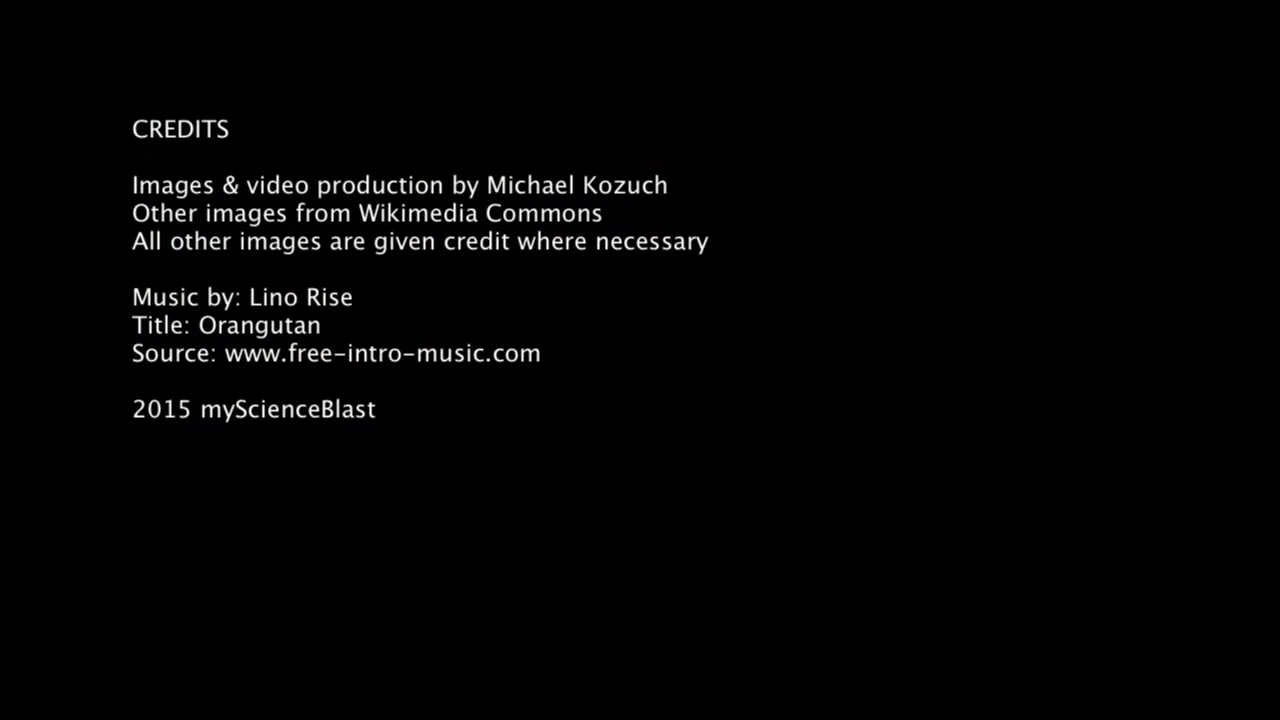 CREDITS
Images & video production by Michael Kozuch
Other images from Wikimedia Commons
All other images are given credit where necessary
Music by: Lino Rise
Title: Orangutan
Source: www.free-intro-music.com
2015 myScienceBlast